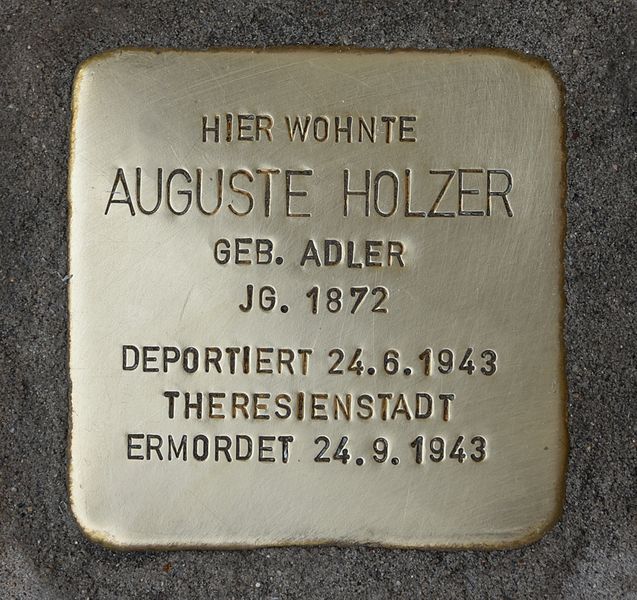 HIER WOHNTE
AUGUSTE HOLZER
GEB. ADLER
JG. 1872
DEPORTIERT 24.6.1943
THERESIENSTADT
ERMORDET 24.9.1943